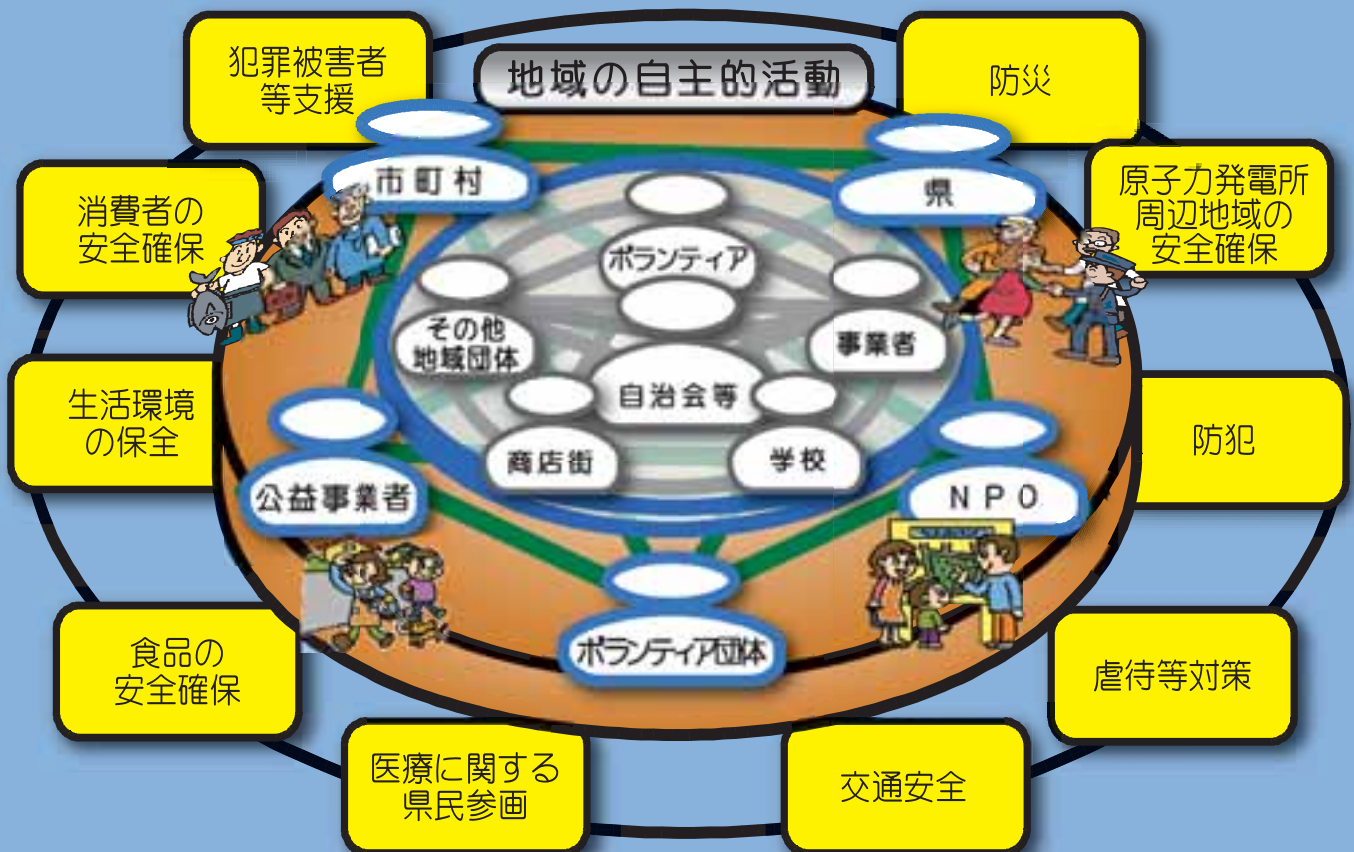 地域の自主的活動
犯罪被害者
等支援
防災
消費者の
安全確保
原子力発電所
周辺地域の
安全確保
生活環境
の保全
防犯
食品の
安全確保
虐待等対策
医療に関する
県民参画
交通安全
市町村
県
公益事業者
NPO
ボランティア団体
ボランティア
その他
地域団体
事業者
自治会等
商店街
学校